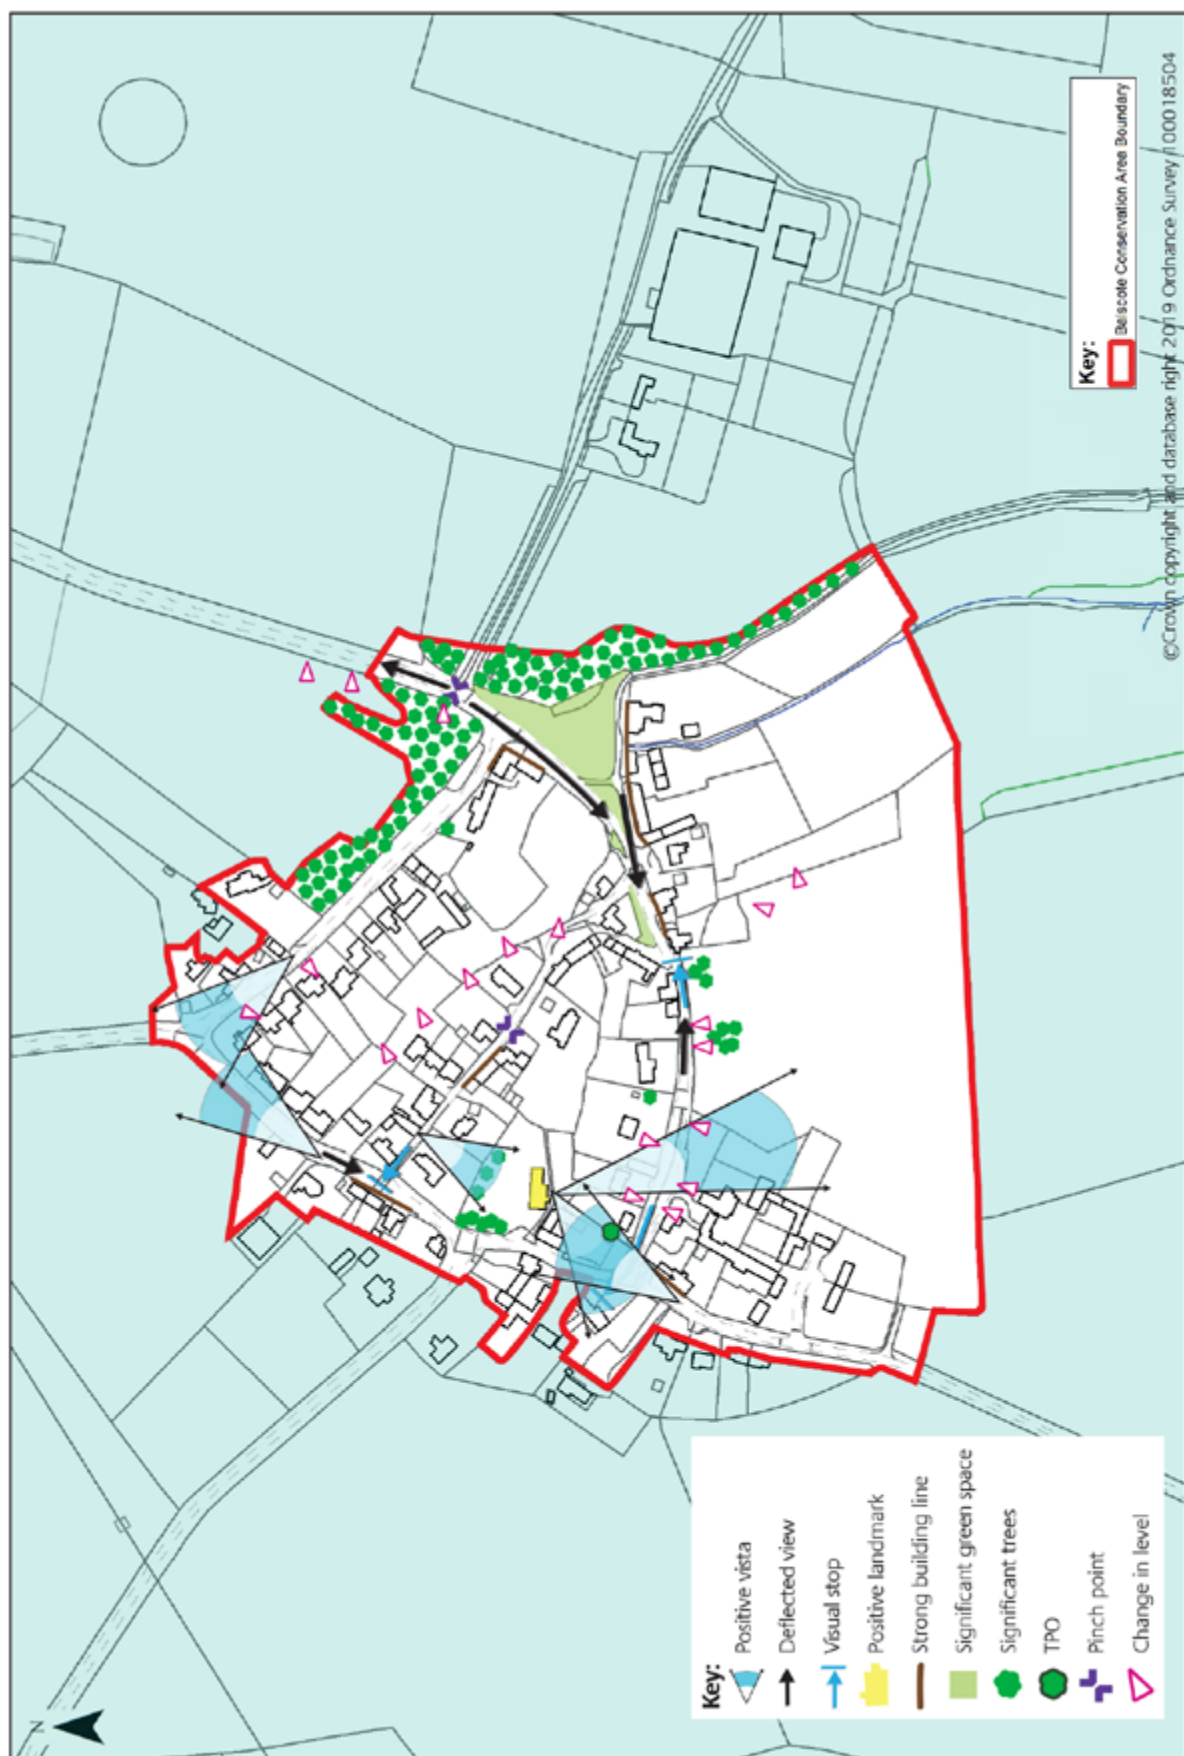 N
Key:
Positive vista
Deflected view
Visual stop
Positive landmark
Strong building line
Significant green space
Significant trees
TPO
Pinch point
Change in level
Key:
Balscote Conservation Area Boundary
©Crown copyright and database right 2019 Ordnance Survey 100018504